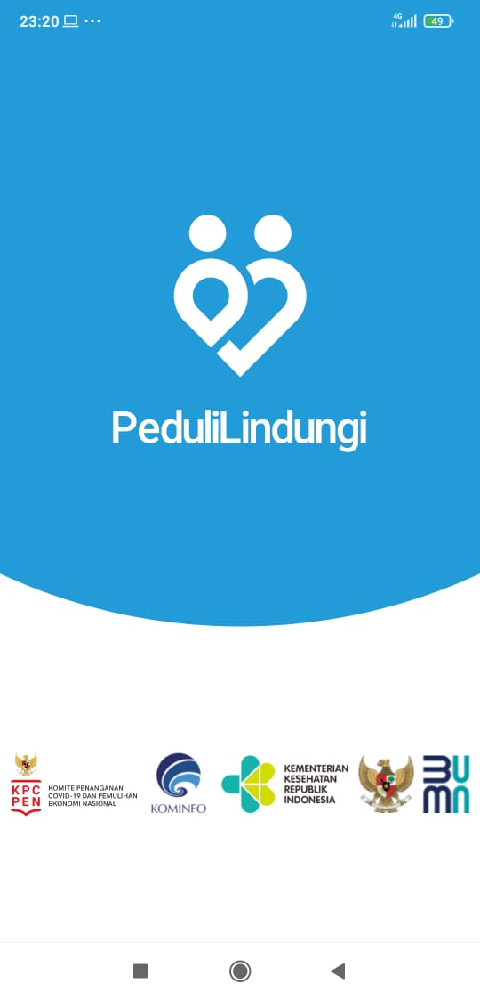 23:20
4G
49
PeduliLindungi
KPC
PEN
KOMITE PENANGANAN
COVID-19 DAN PEMULIHAN
EKONOMI NASIONAL
KOMINFO
KEMENTERIAN
KESEHATAN
REPUBLIK
INDONESIA
BUMN